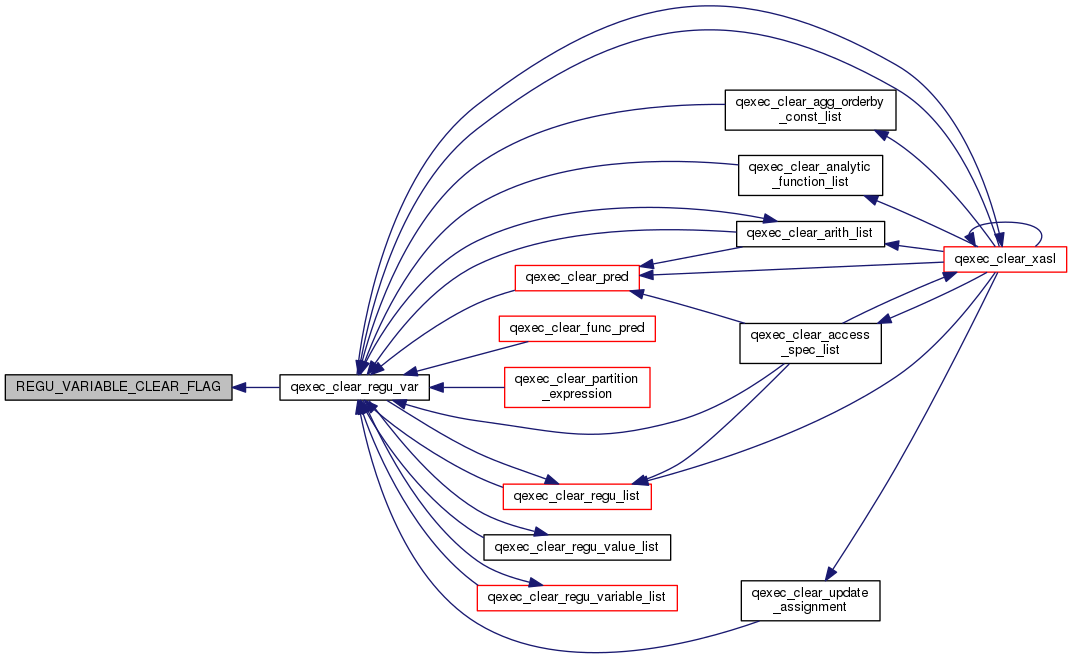 REGU_VARIABLE_CLEAR_FLAG
qexec_clear_regu_var
qexec_clear_agg_orderby
_const_list
qexec_clear_analytic
_function_list
qexec_clear_arith_list
qexec_clear_xasl
qexec_clear_pred
qexec_clear_func_pred
qexec_clear_access
_spec_list
qexec_clear_partition
_expression
qexec_clear_regu_list
qexec_clear_regu_value_list
qexec_clear_regu_variable_list
qexec_clear_update
_assignment